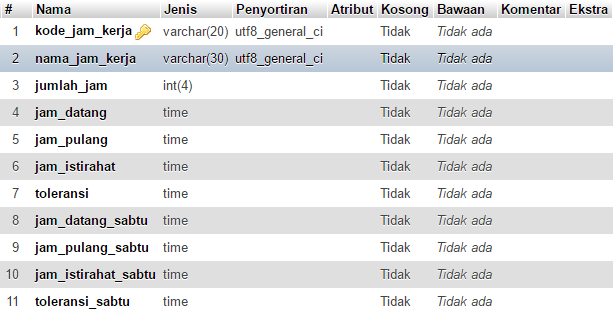 # Nama Jenis Penyortiran Atribut Kosong Bawaan Komentar Ekstra
1 kode_jam_kerja varchar(20) utf8_general_ci Tidak Tidak ada
2 nama_jam_kerja varchar(30) utf8_general_ci Tidak Tidak ada
3 jumlah_jam int(4) Tidak Tidak ada
4 jam_datang time Tidak Tidak ada
5 jam_pulang time Tidak Tidak ada
6 jam_istirahat time Tidak Tidak ada
7 toleransi time Tidak Tidak ada
8 jam_datang_sabtu time Tidak Tidak ada
9 jam_pulang_sabtu time Tidak Tidak ada
10 jam_istirahat_sabtu time Tidak Tidak ada
11 toleransi_sabtu time Tidak Tidak ada